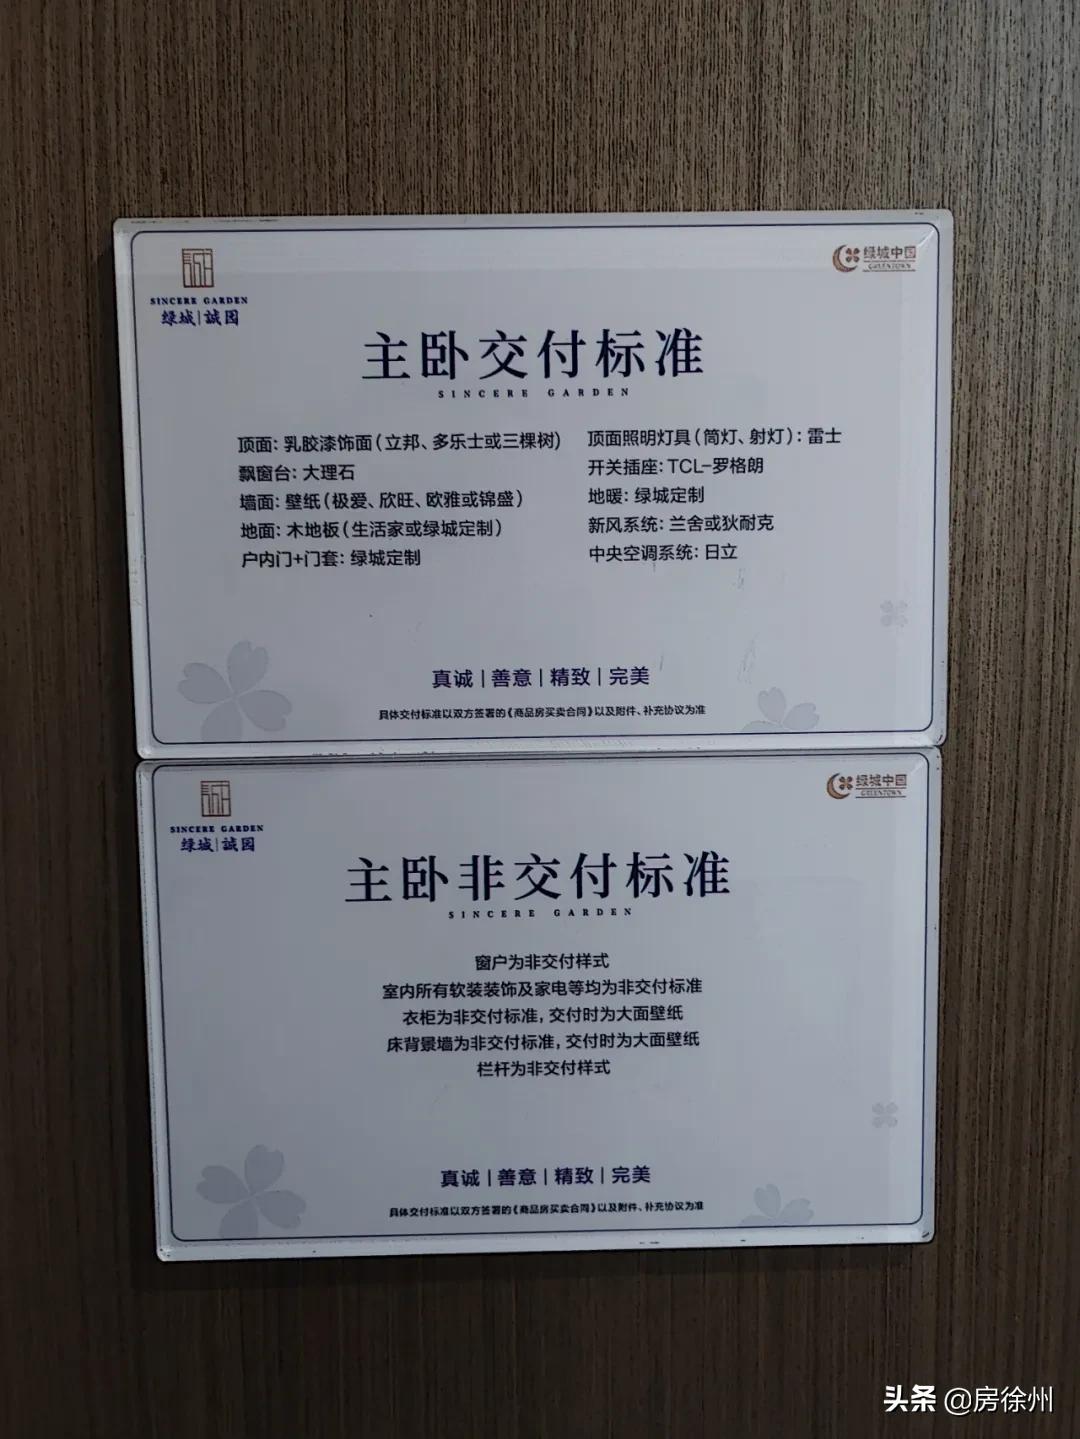 SINCERE GARDEN
绿城|誠园
绿城中国
GREENTOWN
主卧交付标准
SINCERE GARDEN
顶面：乳胶漆饰面（立邦、多乐士或三棵树）
飘窗台：大理石
墙面：壁纸（极爱、欣旺、欧雅或锦盛）
地面：木地板（生活家或绿城定制）
户内门+门套：绿城定制
顶面照明灯具（筒灯、射灯）：雷士
开关插座：TCL-罗格朗
地暖：绿城定制
新风系统：兰舍或狄耐克
中央空调系统：日立
真诚|善意|精致|完美
具体交付标准以双方签署的《商品房买卖合同》以及附件、补充协议为准
SINCERE GARDEN
绿城|誠园
绿城中国
GREENTOWN
主卧非交付标准
SINCERE GARDEN
窗户为非交付样式
室内所有软装装饰及家电等均为非交付标准
衣柜为非交付标准，交付时为大面壁纸
床背景墙为非交付标准，交付时为大面壁纸
栏杆为非交付样式
真诚|善意|精致|完美
具体交付标准以双方签署的《商品房买卖合同》以及附件、补充协议为准
头条 @房徐州